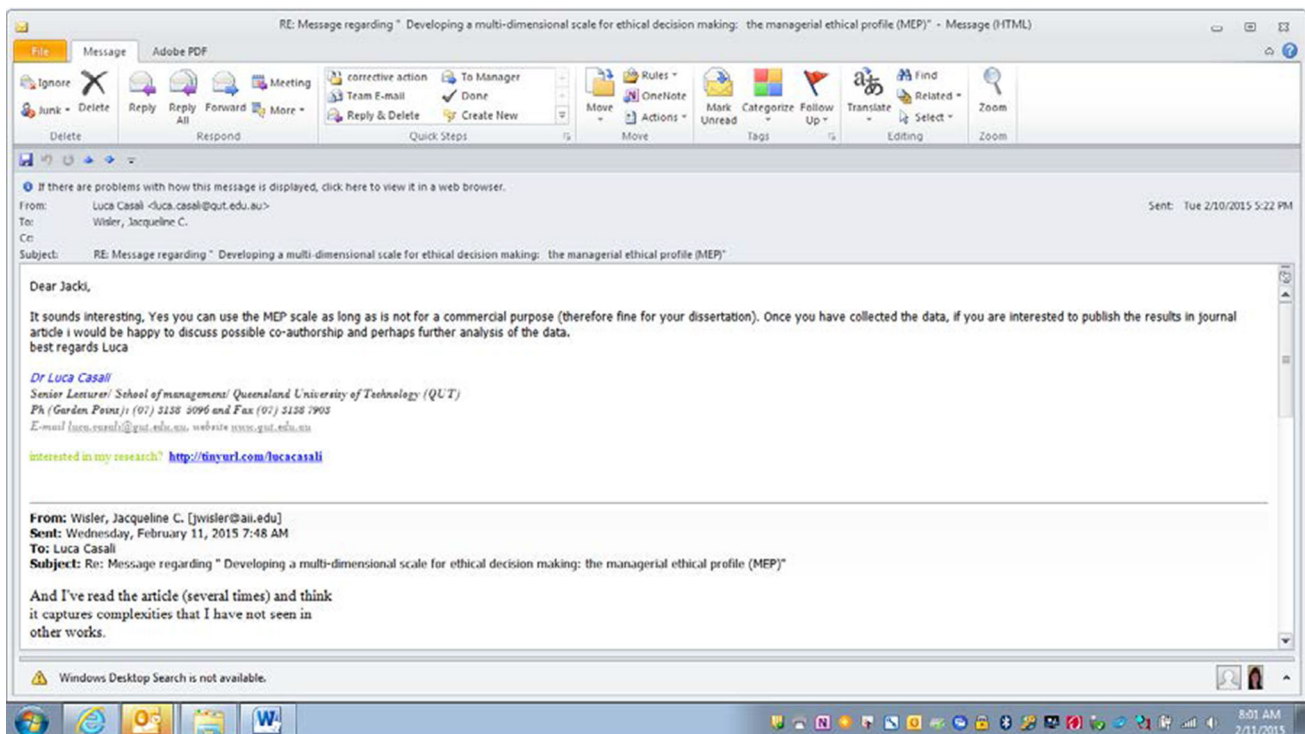 RE: Message regarding " Developing a multi-dimensional scale for ethical decision making: the managerial ethical profile (MEP)" - Message (HTML)
File Message Adobe PDF
Ignore
Junk
Delete
Reply
Reply All
Forward
Meeting
More
corrective action
Team E-mail
Reply & Delete
To Manager
Done
Create New
Move
Rules
OneNote
Actions
Mark Unread
Categorize
Follow Up
Translate
Find
Related
Select
Zoom
Delete Respond Quick Steps Move Tags Editing Zoom
If there are problems with how this message is displayed, click here to view it in a web browser.
From: Luca Casali <luca.casali@qut.edu.au> Sent: Tue 2/10/2015 5:22 PM
To: Wisler, Jacqueline C.
Cc:
Subject: RE: Message regarding " Developing a multi-dimensional scale for ethical decision making: the managerial ethical profile (MEP)"
Dear Jacki,
It sounds interesting, Yes you can use the MEP scale as long as is not for a commercial purpose (therefore fine for your dissertation). Once you have collected the data, if you are interested to publish the results in journal
article i would be happy to discuss possible co-authorship and perhaps further analysis of the data.
best regards Luca
Dr Luca Casali
Senior Lecturer/ School of management/ Queensland University of Technology (QUT)
Ph (Garden Point): (07) 3138 5096 and Fax (07) 3138 7903
E-mail luca.casali@qut.edu.au, website www.qut.edu.au
interested in my research? http://tinyurl.com/lucacasali
From: Wisler, Jacqueline C. [jwisler@aii.edu]
Sent: Wednesday, February 11, 2015 7:48 AM
To: Luca Casali
Subject: Re: Message regarding " Developing a multi-dimensional scale for ethical decision making: the managerial ethical profile (MEP)"
And I've read the article (several times) and think
it captures complexities that I have not seen in
other works.
Windows Desktop Search is not available.
8:01 AM
2/11/2015